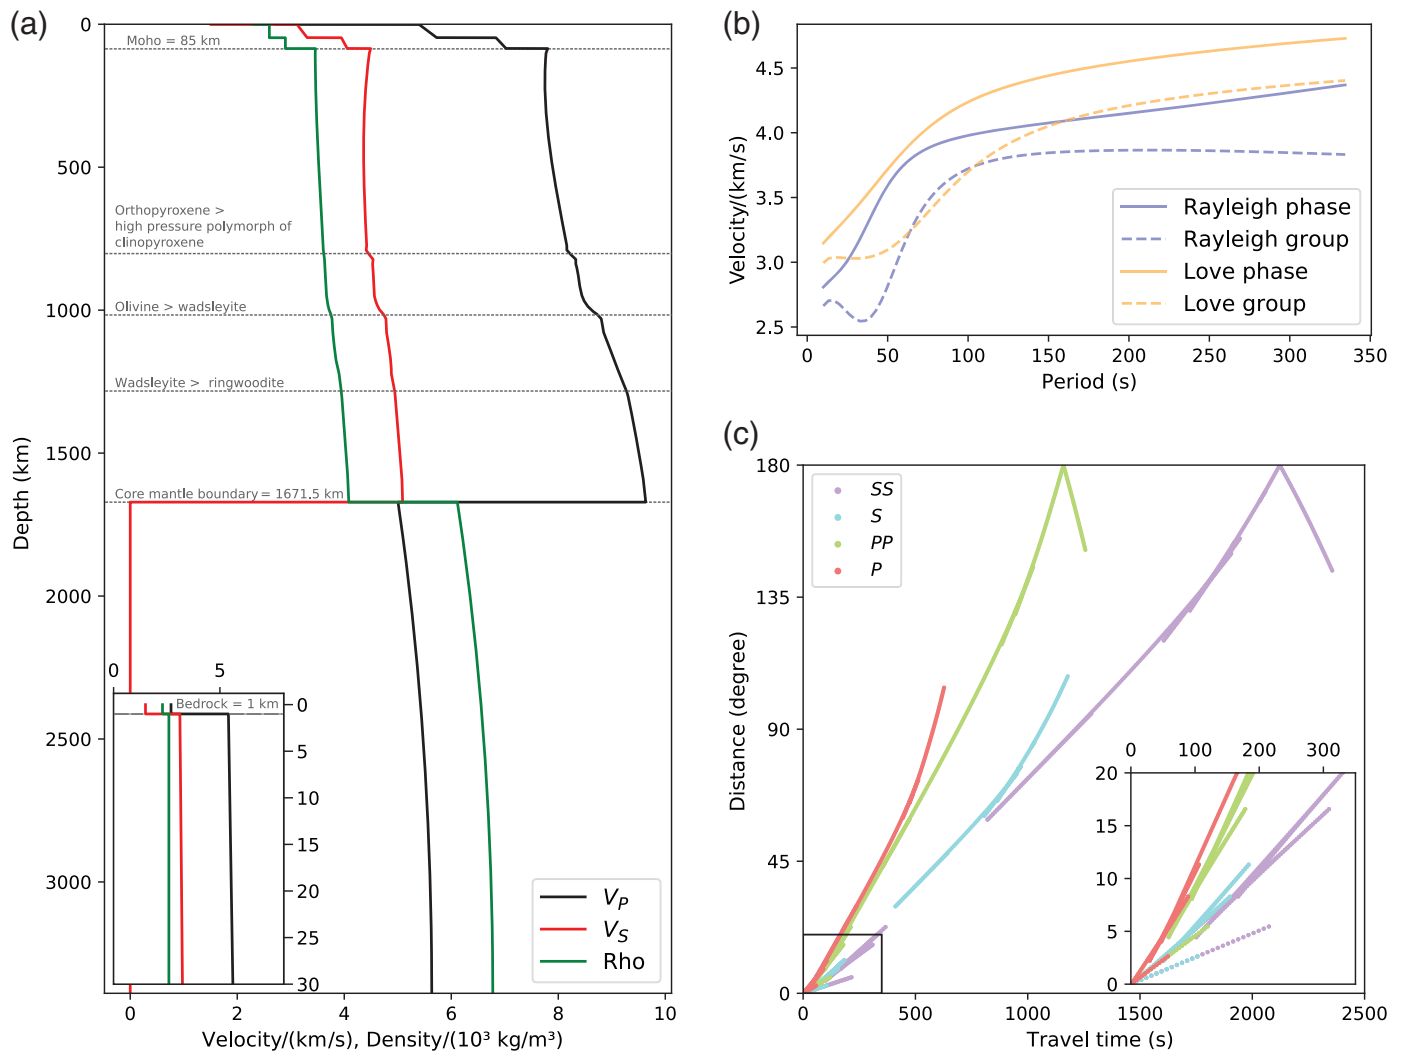 (a)
0
500
1000
1500
2000
2500
3000
Depth (km)
Moho = 85 km
Orthopyroxene >
high pressure polymorph of
clinopyroxene
Olivine > wadsleyite
Wadsleyite > ringwoodite
Core mantle boundary = 1671.5 km
0 5
Bedrock = 1 km
0
5
10
15
20
25
30
V_P
V_S
Rho
0 2 4 6 8 10
Velocity/(km/s), Density/(10³ kg/m³)
(b)
4.5
4.0
3.5
3.0
2.5
Velocity/(km/s)
Rayleigh phase
Rayleigh group
Love phase
Love group
0 50 100 150 200 250 300 350
Period (s)
(c)
180
135
90
45
0
Distance (degree)
SS
S
PP
P
0 100 200 300
20
15
10
5
0
0 500 1000 1500 2000 2500
Travel time (s)